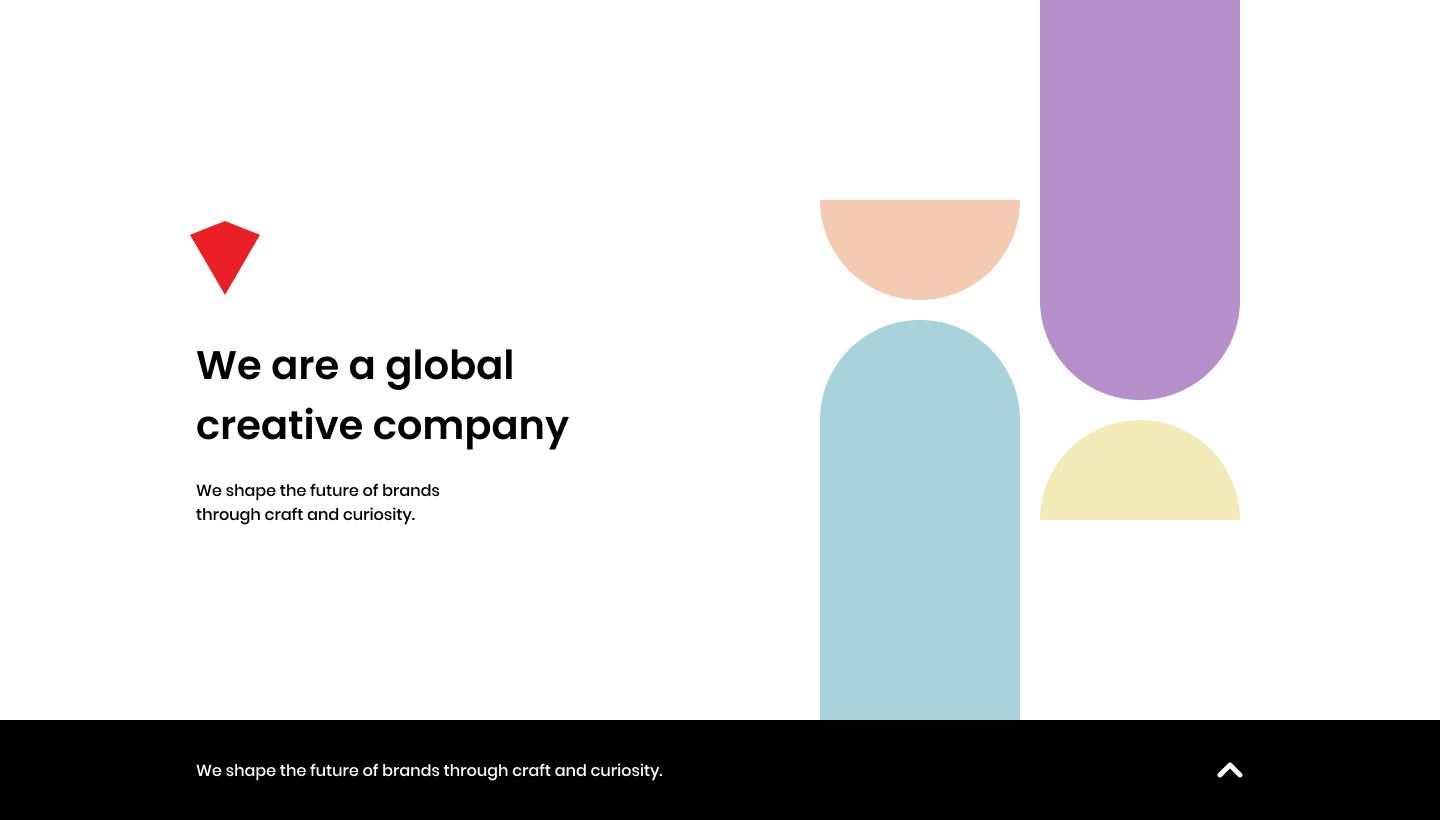 We are a global
creative company
We shape the future of brands
through craft and curiosity.
We shape the future of brands through craft and curiosity.